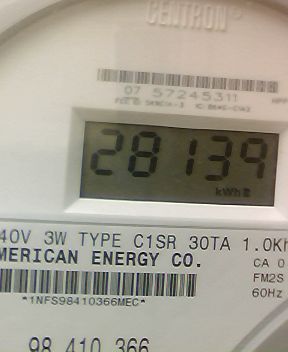 CENTRON®
07 57245311
28139
kWh
40V 3W TYPE C1SR 30TA 1.0Kh
MERICAN ENERGY CO.
CA 0
FM2S
60Hz
*1NFS98410366MEC*
98 410 366